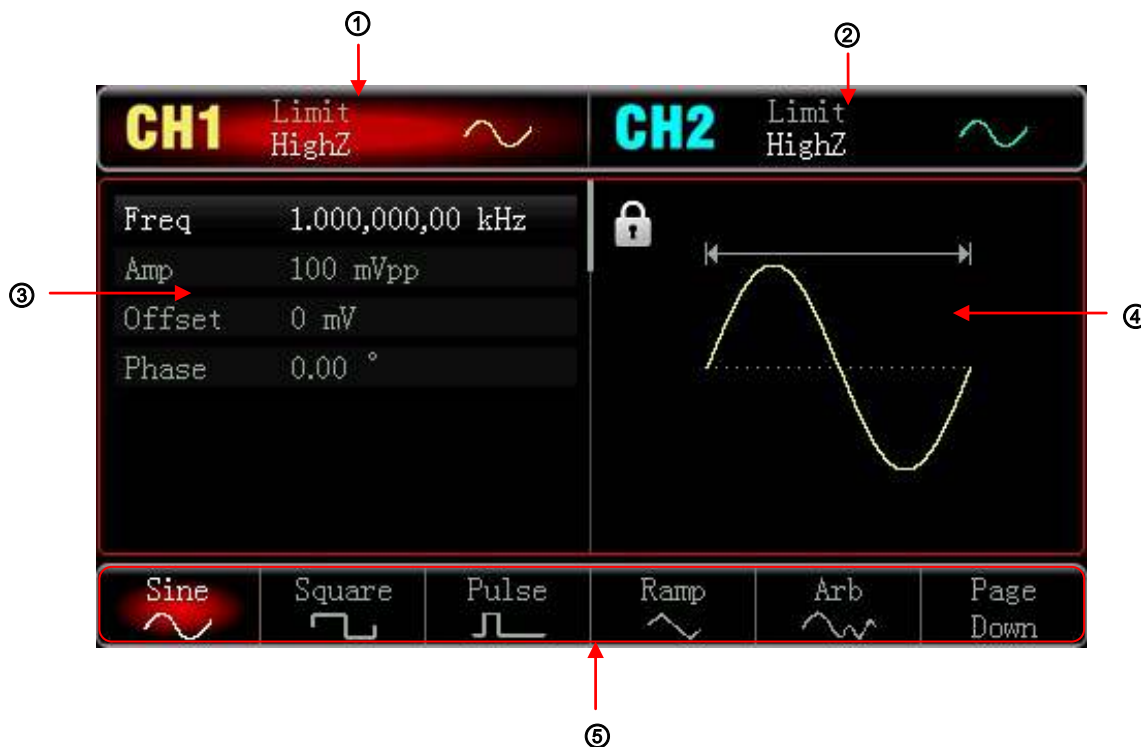 ① ②
CH1 Limit HighZ CH2 Limit HighZ
Freq 1.000,000,00 kHz
Amp 100 mVpp
Offset 0 mV
Phase 0.00 °
③ ④
Sine Square Pulse Ramp Arb Page Down
⑤